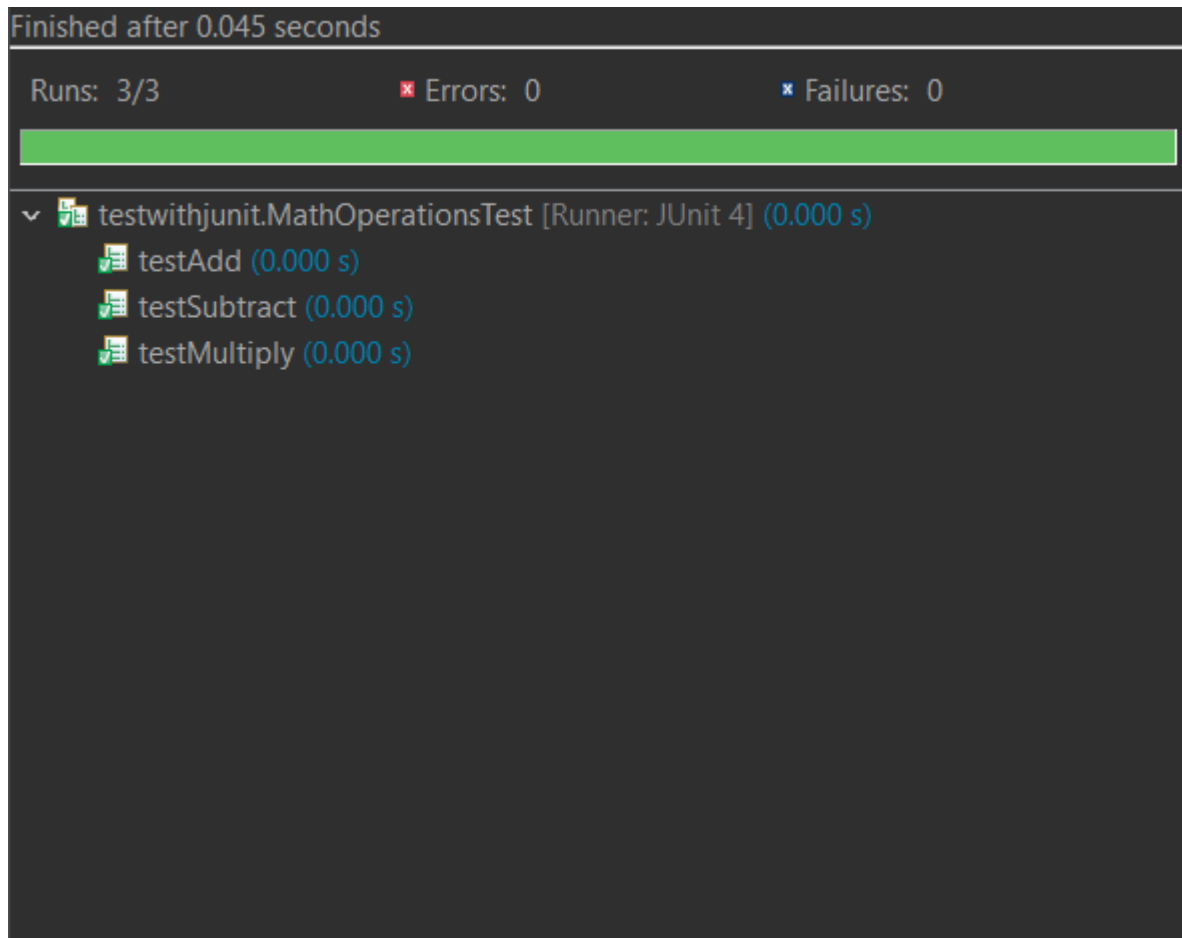 Finished after 0.045 seconds
Runs: 3/3 Errors: 0 Failures: 0
testwithjunit.MathOperationsTest [Runner: JUnit 4] (0.000 s)
testAdd (0.000 s)
testSubtract (0.000 s)
testMultiply (0.000 s)